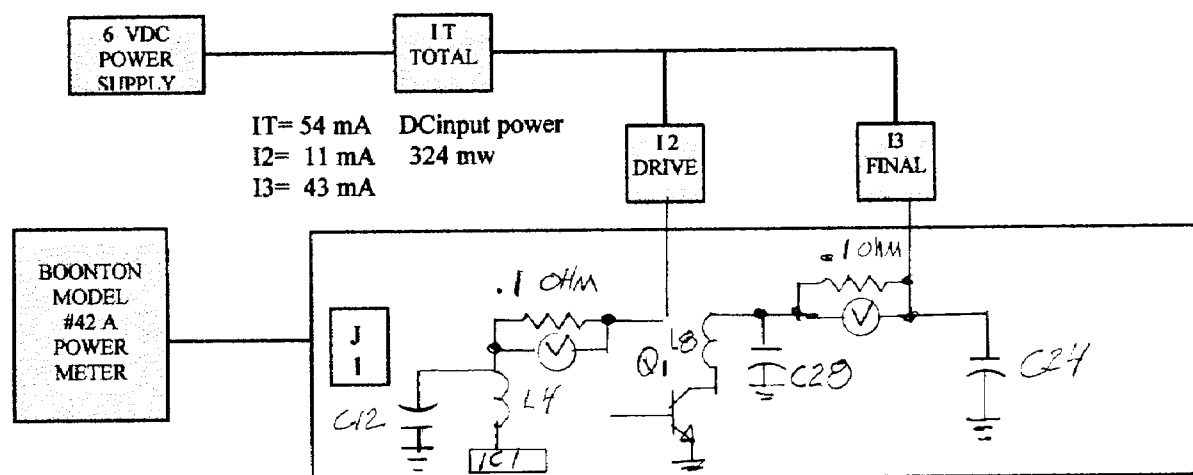 6 VDC
POWER
SUPPLY
I T
TOTAL
IT= 54 mA DCinput power
I2= 11 mA 324 mw
I3= 43 mA
I 2
DRIVE
I3
FINAL
BOONTON
MODEL
#42 A
POWER
METER
J
1
.1 OHM
.1 OHM
V
V
L8
Q1
C28
C24
C12
L4
IC1